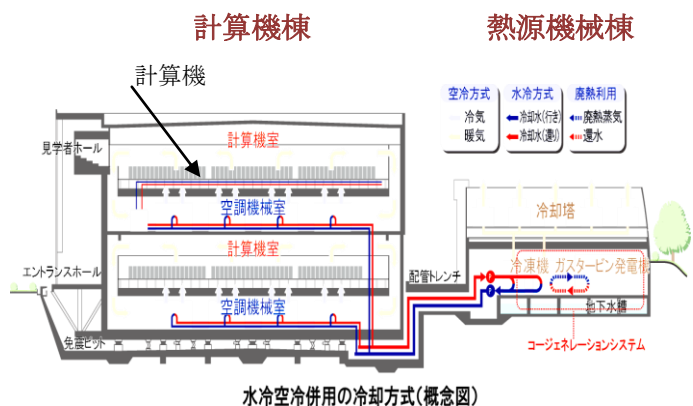 計算機棟
熱源機械棟
計算機
空冷方式
冷気
暖気
水冷方式
冷却水(行き)
冷却水(還り)
廃熱利用
廃熱蒸気
還水
見学者ホール
計算機室
空調機械室
冷却塔
計算機室
エントランスホール
配管トレンチ
冷凍機
ガスタービン発電機
空調機械室
地下水槽
免震ピット
コージェネレーションシステム
水冷空冷併用の冷却方式(概念図)